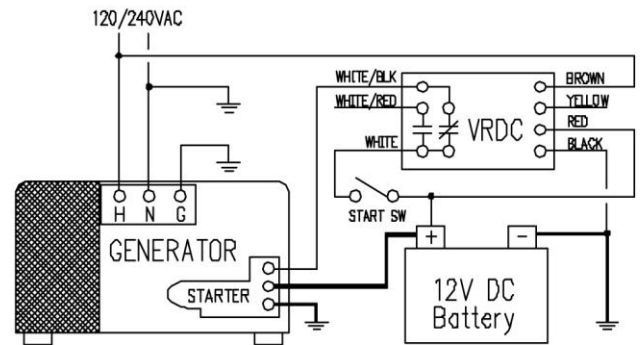 120/240VAC
WHITE/BLK
WHITE/RED
WHITE
VRDC
BROWN
YELLOW
RED
BLACK
START SW
H N G
GENERATOR
STARTER
+ -
12V DC
Battery